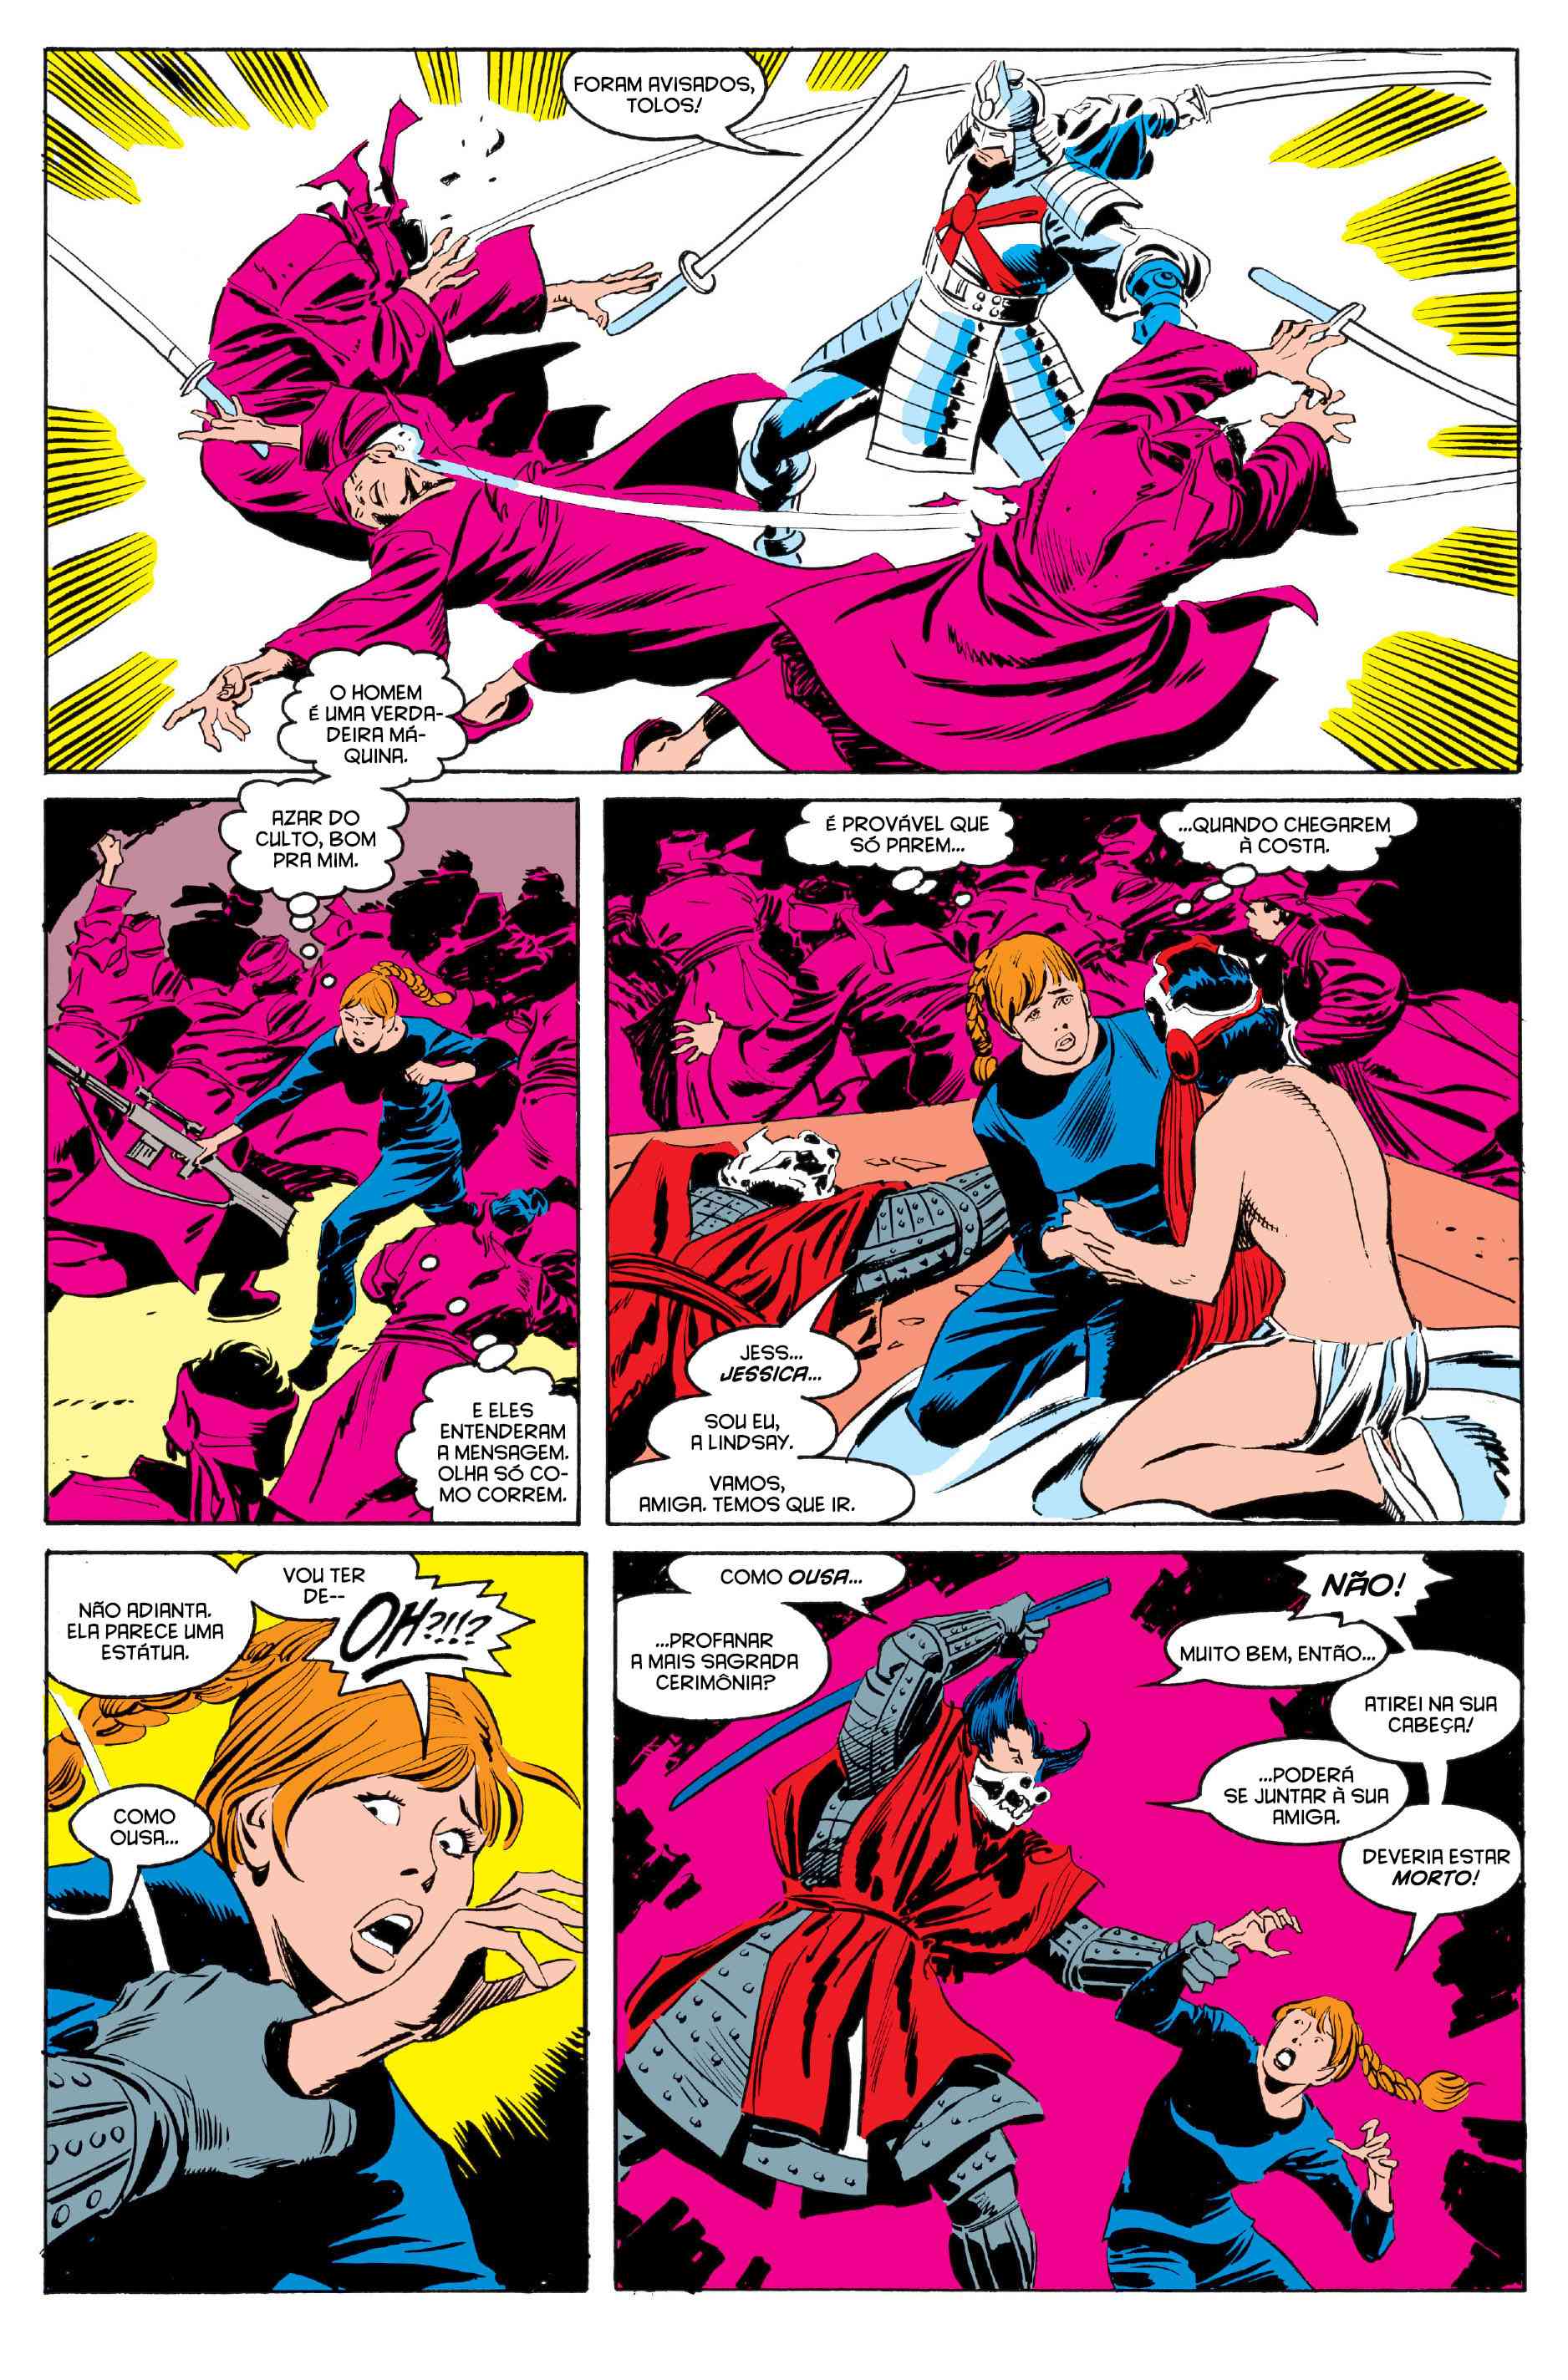 FORAM AVISADOS,
TOLOS!
O HOMEM
É UMA VERDA-
DEIRA MÁ-
QUINA.
AZAR DO
CULTO, BOM
PRA MIM.
E ELES
ENTENDERAM
A MENSAGEM.
OLHA SÓ CO-
MO CORREM.
É PROVÁVEL QUE
SÓ PAREM...
...QUANDO CHEGAREM
À COSTA.
JESS...
JESSICA...
SOU EU,
A LINDSAY.
VAMOS,
AMIGA. TEMOS QUE IR.
NÃO ADIANTA.
ELA PARECE UMA
ESTÁTUA.
VOU TER
DE--
OH?!!?
COMO
OUSA...
COMO OUSA...
...PROFANAR
A MAIS SAGRADA
CERIMÔNIA?
NÃO!
MUITO BEM, ENTÃO...
ATIREI NA SUA
CABEÇA!
...PODERÁ
SE JUNTAR À SUA
AMIGA.
DEVERIA ESTAR
MORTO!